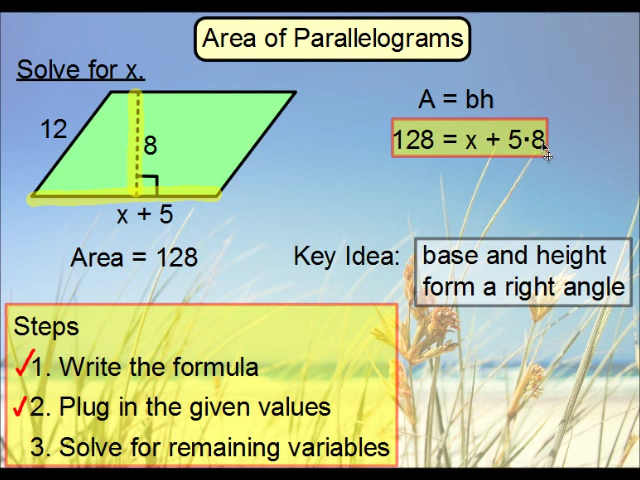 Area of Parallelograms
Solve for x.
12
8
x + 5
Area = 128
A = bh
128 = x + 5·8
Key Idea:
base and height
form a right angle
Steps
✓1. Write the formula
✓2. Plug in the given values
3. Solve for remaining variables